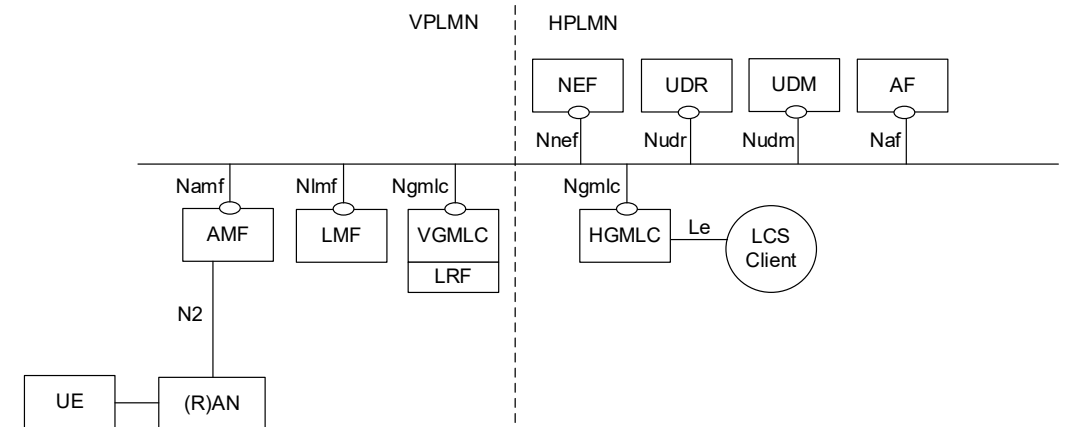 VPLMN
HPLMN
NEF
UDR
UDM
AF
Nnef
Nudr
Nudm
Naf
Namf
Nlmf
Ngmlc
Ngmlc
AMF
LMF
VGMLC
LRF
HGMLC
Le
LCS
Client
N2
UE
(R)AN